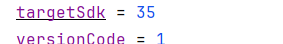 targetSdk = 35
versionCode = 1